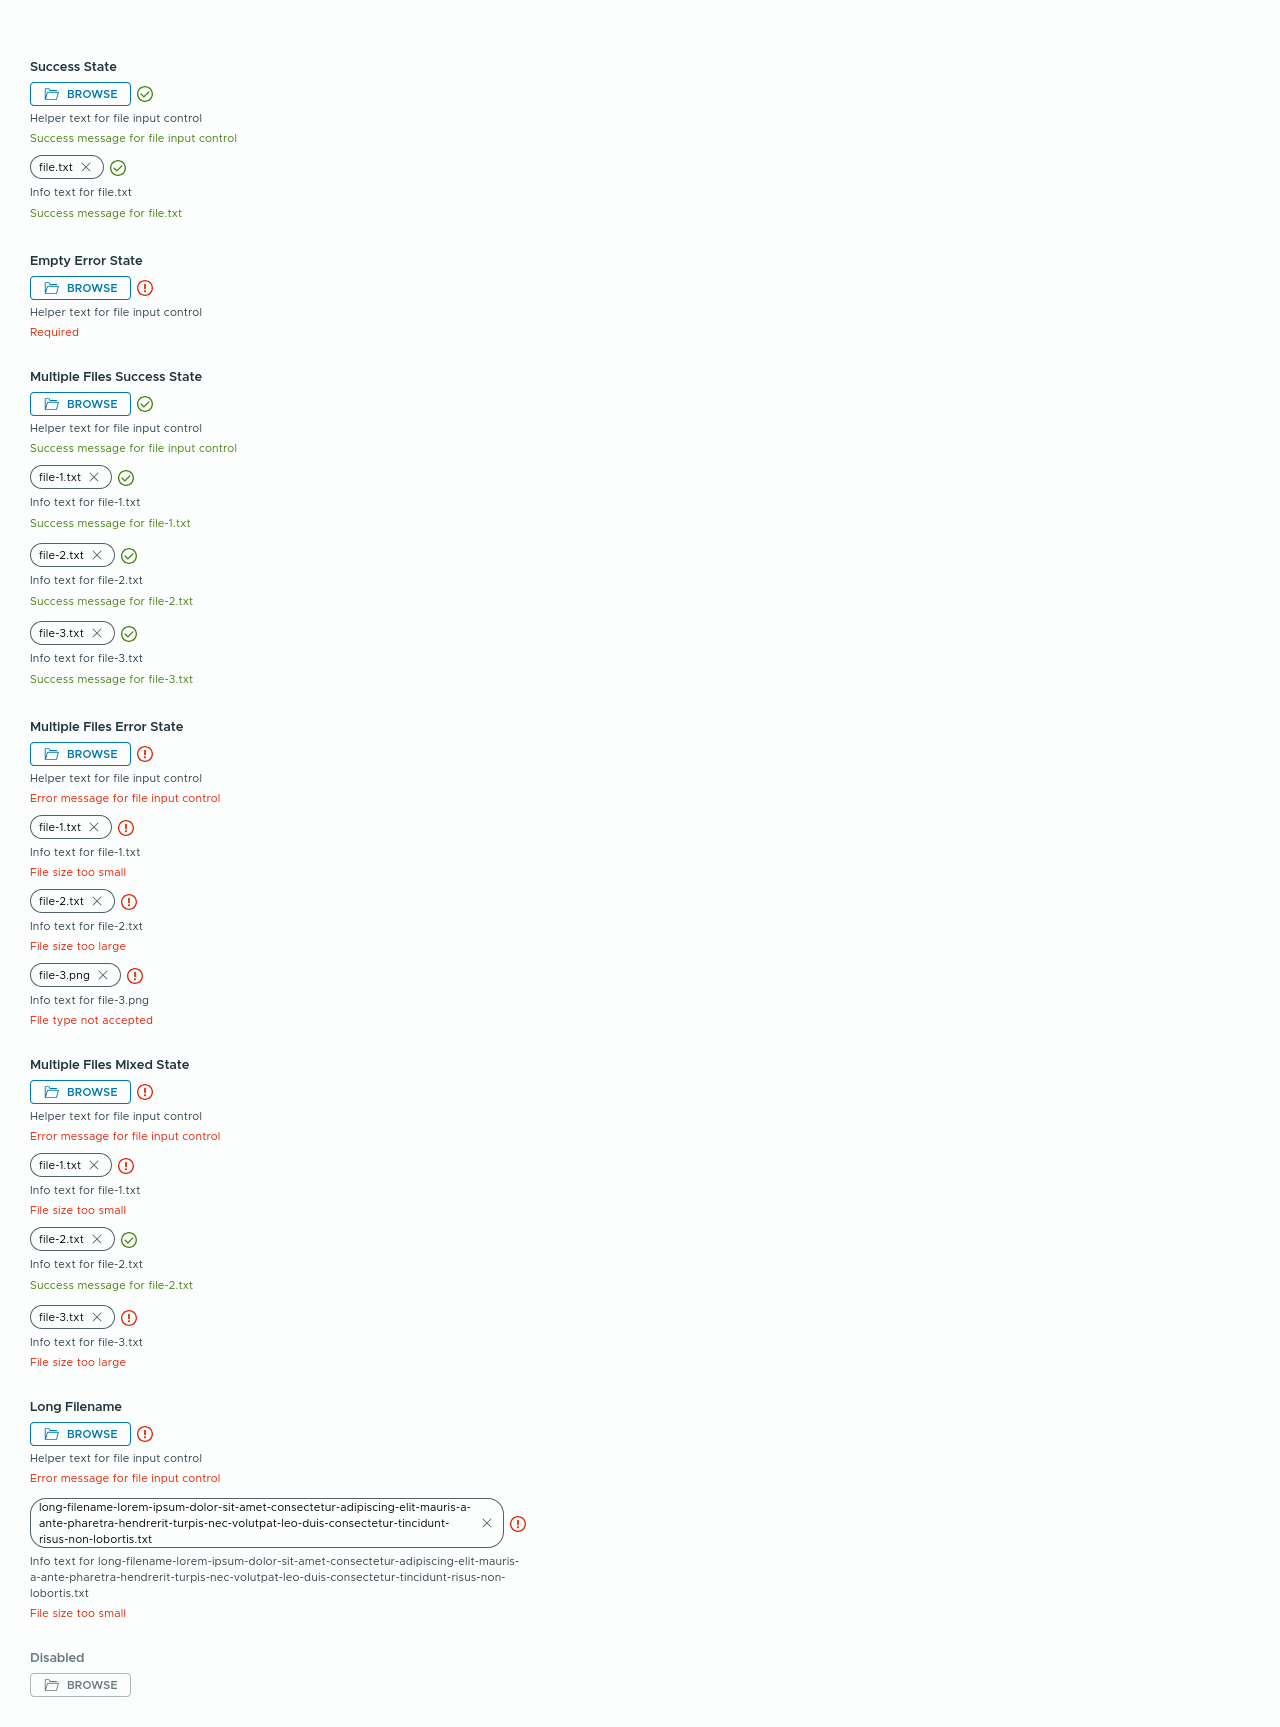 Success State
BROWSE
Helper text for file input control
Success message for file input control
file.txt
Info text for file.txt
Success message for file.txt
Empty Error State
BROWSE
Helper text for file input control
Required
Multiple Files Success State
BROWSE
Helper text for file input control
Success message for file input control
file-1.txt
Info text for file-1.txt
Success message for file-1.txt
file-2.txt
Info text for file-2.txt
Success message for file-2.txt
file-3.txt
Info text for file-3.txt
Success message for file-3.txt
Multiple Files Error State
BROWSE
Helper text for file input control
Error message for file input control
file-1.txt
Info text for file-1.txt
File size too small
file-2.txt
Info text for file-2.txt
File size too large
file-3.png
Info text for file-3.png
File type not accepted
Multiple Files Mixed State
BROWSE
Helper text for file input control
Error message for file input control
file-1.txt
Info text for file-1.txt
File size too small
file-2.txt
Info text for file-2.txt
Success message for file-2.txt
file-3.txt
Info text for file-3.txt
File size too large
Long Filename
BROWSE
Helper text for file input control
Error message for file input control
long-filename-lorem-ipsum-dolor-sit-amet-consectetur-adipiscing-elit-mauris-a-
ante-pharetra-hendrerit-turpis-nec-volutpat-leo-duis-consectetur-tincidunt-
risus-non-lobortis.txt
Info text for long-filename-lorem-ipsum-dolor-sit-amet-consectetur-adipiscing-elit-mauris-
a-ante-pharetra-hendrerit-turpis-nec-volutpat-leo-duis-consectetur-tincidunt-risus-non-
lobortis.txt
File size too small
Disabled
BROWSE